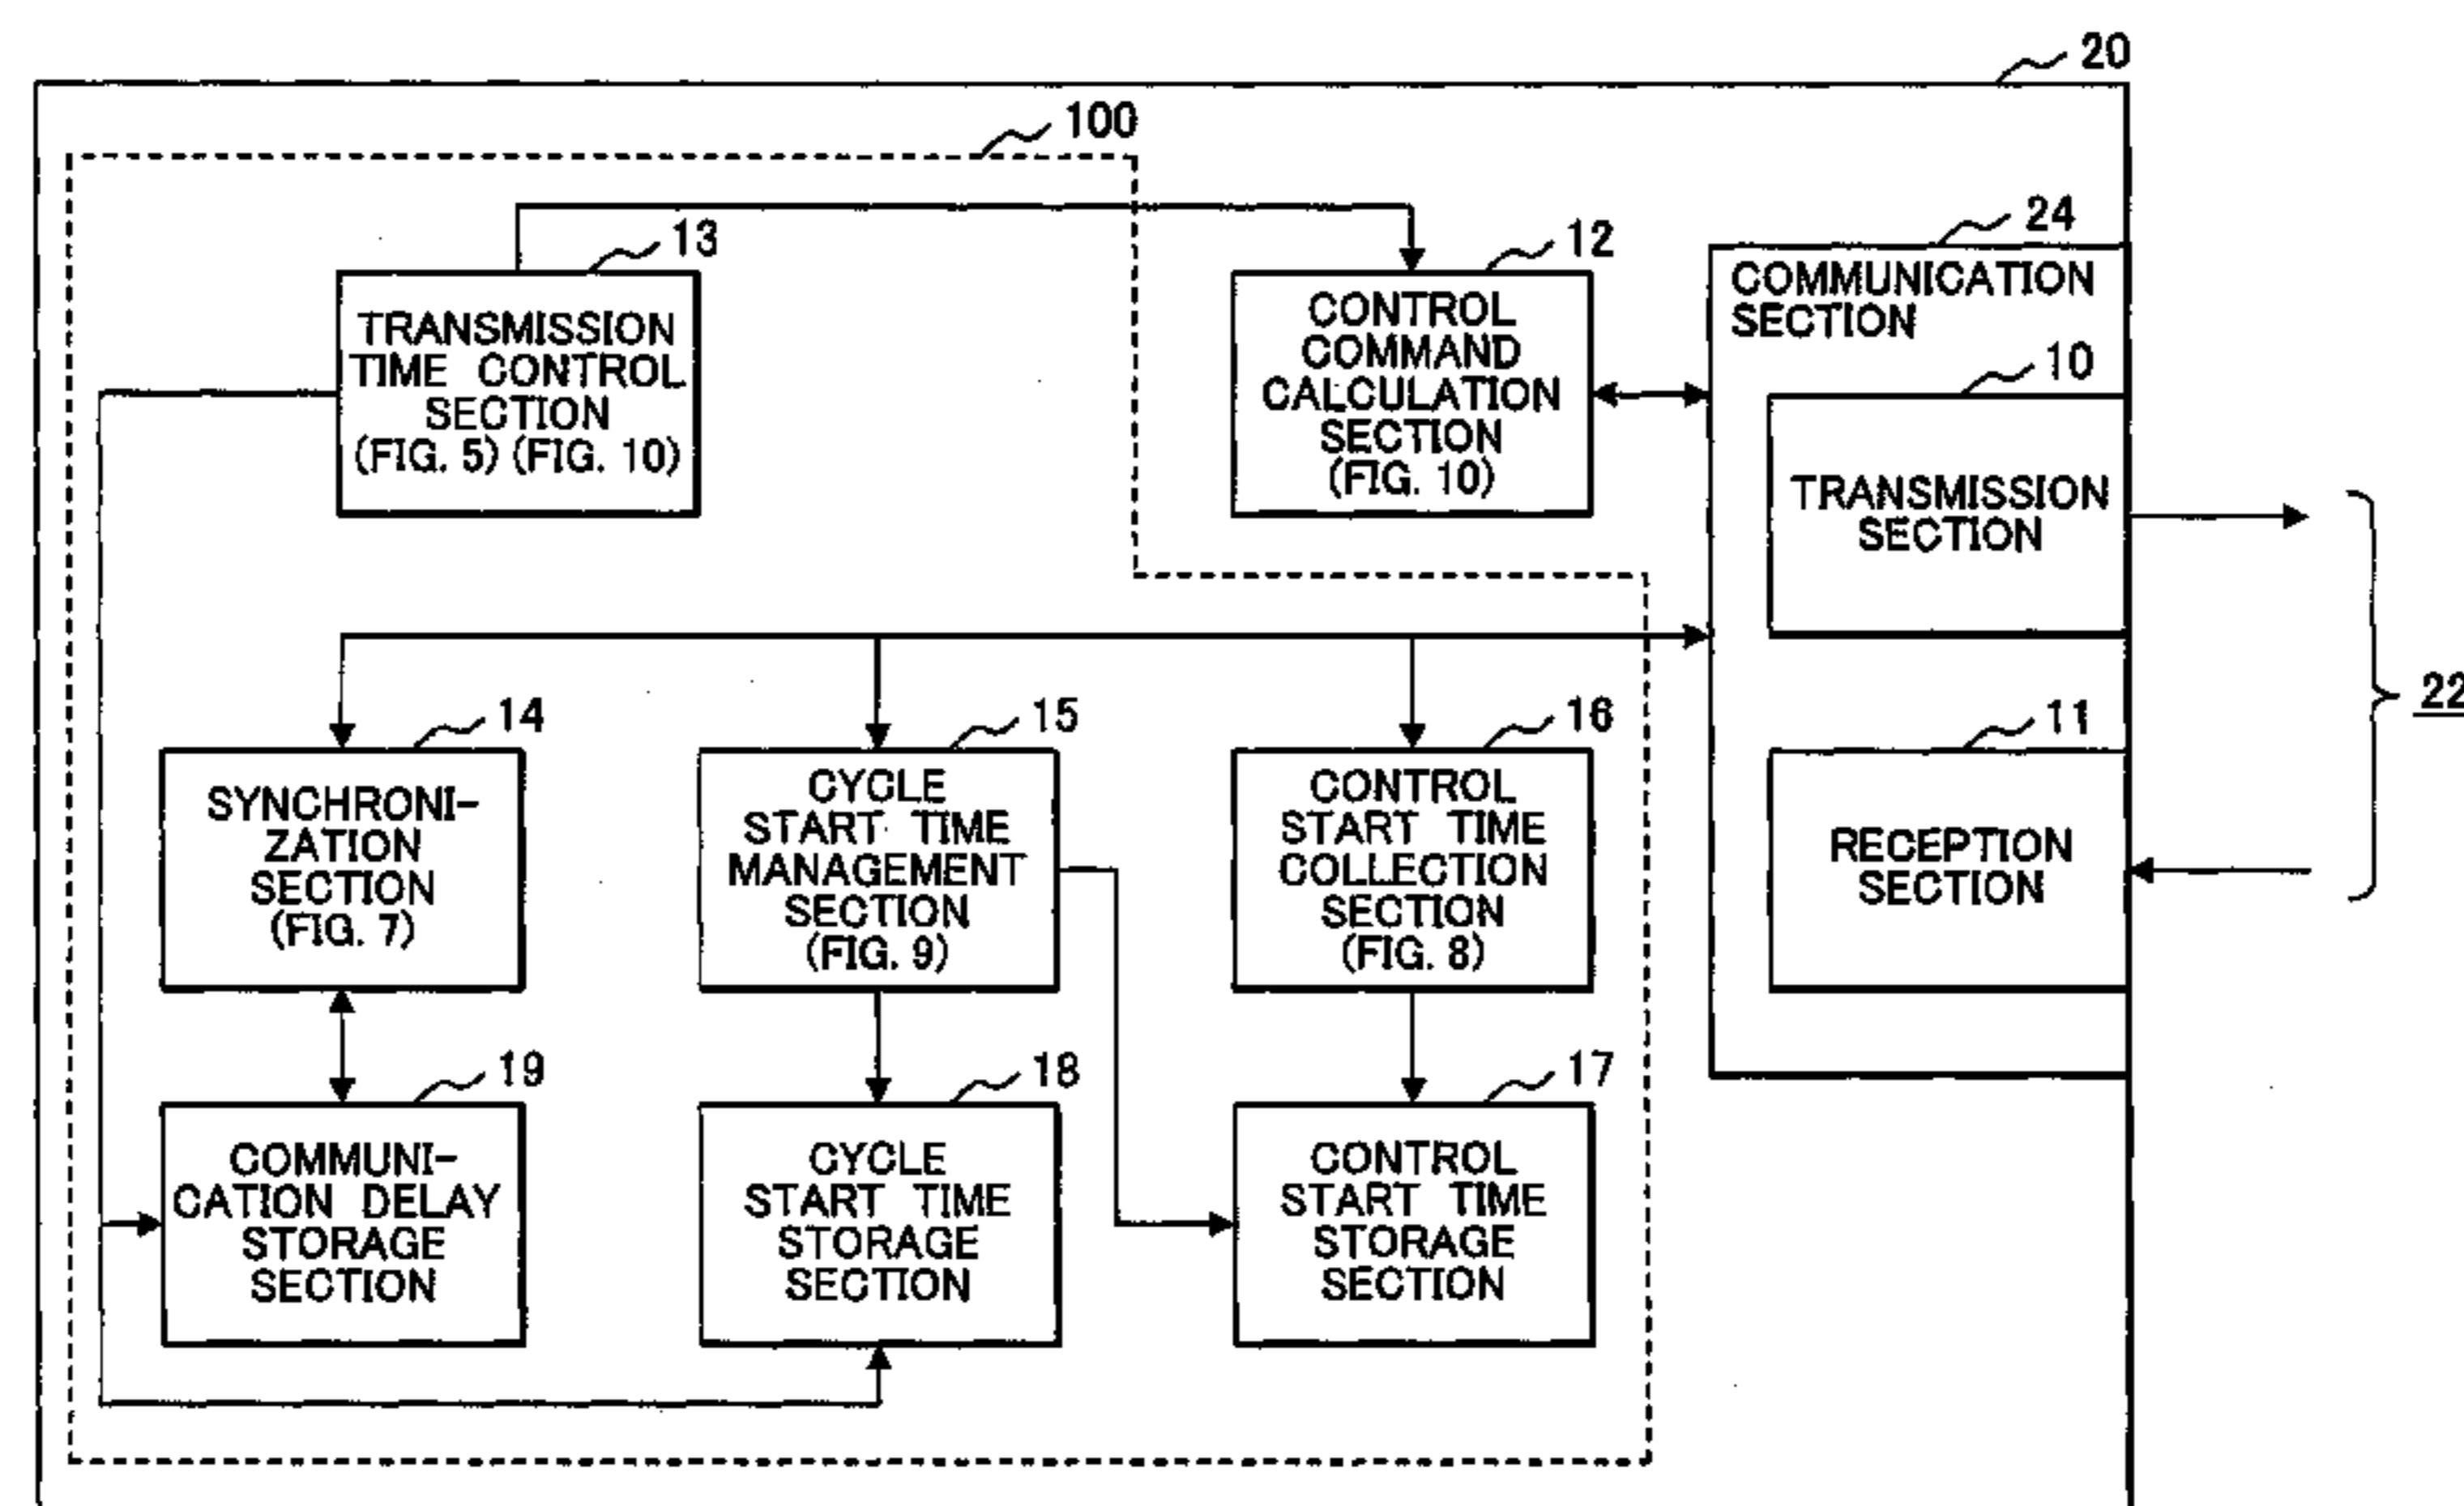 20
100
13
TRANSMISSION
TIME CONTROL
SECTION
(FIG. 5) (FIG. 10)
12
CONTROL
COMMAND
CALCULATION
SECTION
(FIG. 10)
24
COMMUNICATION
SECTION
10
TRANSMISSION
SECTION
22
11
RECEPTION
SECTION
14
SYNCHRONI-
ZATION
SECTION
(FIG. 7)
15
CYCLE
START TIME
MANAGEMENT
SECTION
(FIG. 9)
16
CONTROL
START TIME
COLLECTION
SECTION
(FIG. 8)
19
COMMUNI-
CATION DELAY
STORAGE
SECTION
18
CYCLE
START TIME
STORAGE
SECTION
17
CONTROL
START TIME
STORAGE
SECTION